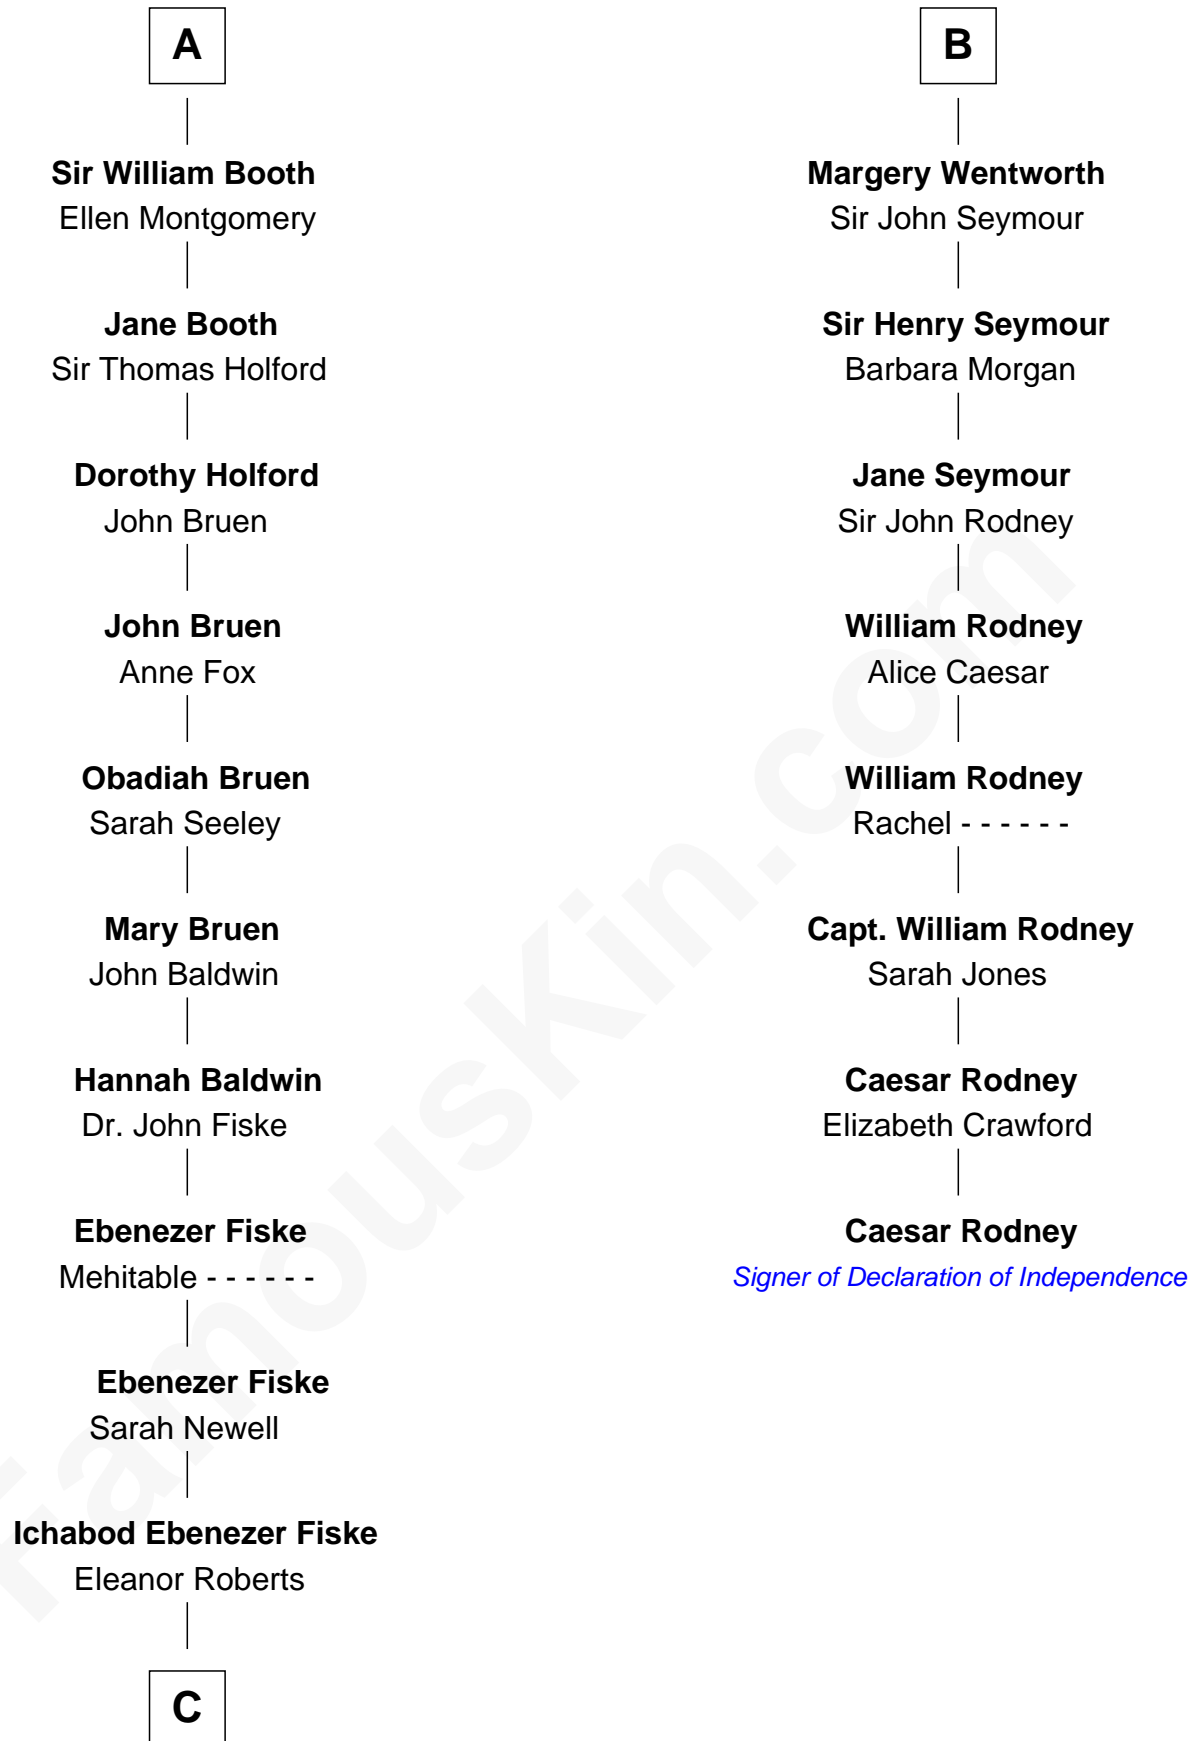 A
Sir William Booth
Ellen Montgomery
Jane Booth
Sir Thomas Holford
Dorothy Holford
John Bruen
John Bruen
Anne Fox
Obadiah Bruen
Sarah Seeley
Mary Bruen
John Baldwin
Hannah Baldwin
Dr. John Fiske
Ebenezer Fiske
Mehitable - - - - - -
Ebenezer Fiske
Sarah Newell
Ichabod Ebenezer Fiske
Eleanor Roberts
C
B
Margery Wentworth
Sir John Seymour
Sir Henry Seymour
Barbara Morgan
Jane Seymour
Sir John Rodney
William Rodney
Alice Caesar
William Rodney
Rachel - - - - - -
Capt. William Rodney
Sarah Jones
Caesar Rodney
Elizabeth Crawford
Caesar Rodney
Signer of Declaration of Independence
FamousKin.com